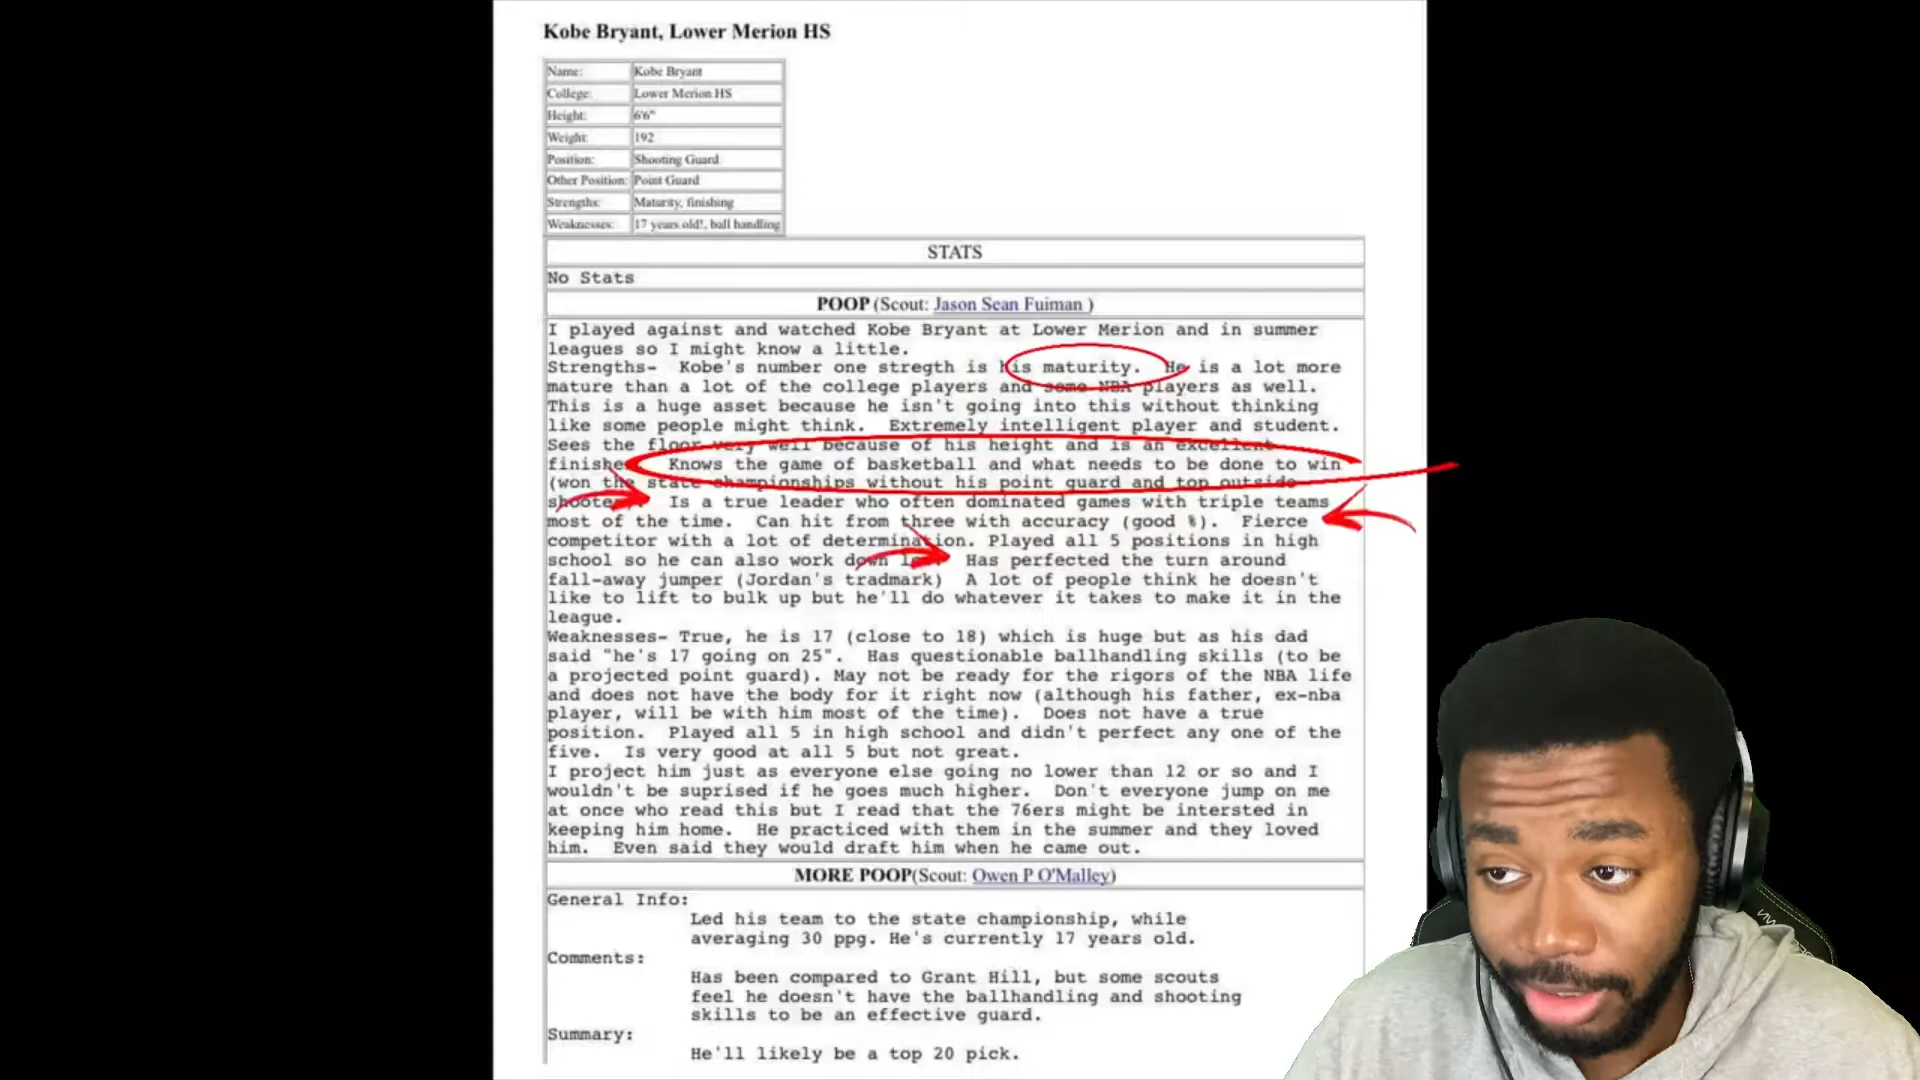 Kobe Bryant, Lower Merion HS
Name: Kobe Bryant
College: Lower Merion HS
Height: 6'6"
Weight: 192
Position: Shooting Guard
Other Position: Point Guard
Strengths: Maturity, finishing
Weaknesses: 17 years old!, ball handling
STATS
No Stats
POOP (Scout: Jason Sean Fuiman )
I played against and watched Kobe Bryant at Lower Merion and in summer
leagues so I might know a little.
Strengths- Kobe's number one stregth is his maturity. He is a lot more
mature than a lot of the college players and some NBA players as well.
This is a huge asset because he isn't going into this without thinking
like some people might think. Extremely intelligent player and student.
Sees the floor very well because of his height and is an excellent
finishe Knows the game of basketball and what needs to be done to win
(won the state championships without his point guard and top outside
shooter Is a true leader who often dominated games with triple teams
most of the time. Can hit from three with accuracy (good %). Fierce
competitor with a lot of determination. Played all 5 positions in high
school so he can also work down Has perfected the turn around
fall-away jumper (Jordan's tradmark) A lot of people think he doesn't
like to lift to bulk up but he'll do whatever it takes to make it in the
league.
Weaknesses- True, he is 17 (close to 18) which is huge but as his dad
said "he's 17 going on 25". Has questionable ballhandling skills (to be
a projected point guard). May not be ready for the rigors of the NBA life
and does not have the body for it right now (although his father, ex-nba
player, will be with him most of the time). Does not have a true
position. Played all 5 in high school and didn't perfect any one of the
five. Is very good at all 5 but not great.
I project him just as everyone else going no lower than 12 or so and I
wouldn't be suprised if he goes much higher. Don't everyone jump on me
at once who read this but I read that the 76ers might be intersted in
keeping him home. He practiced with them in the summer and they loved
him. Even said they would draft him when he came out.
MORE POOP(Scout: Owen P O'Malley)
General Info:
Led his team to the state championship, while
averaging 30 ppg. He's currently 17 years old.
Comments:
Has been compared to Grant Hill, but some scouts
feel he doesn't have the ballhandling and shooting
skills to be an effective guard.
Summary:
He'll likely be a top 20 pick.